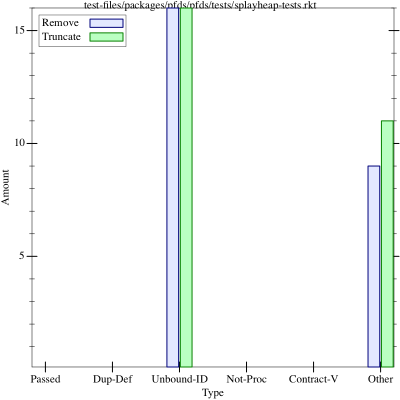 test-files/packages/pfds/pfds/tests/splayheap-tests.rkt
Remove
Truncate
15
10
5
Amount
Passed Dup-Def Unbound-ID Not-Proc Contract-V Other
Type